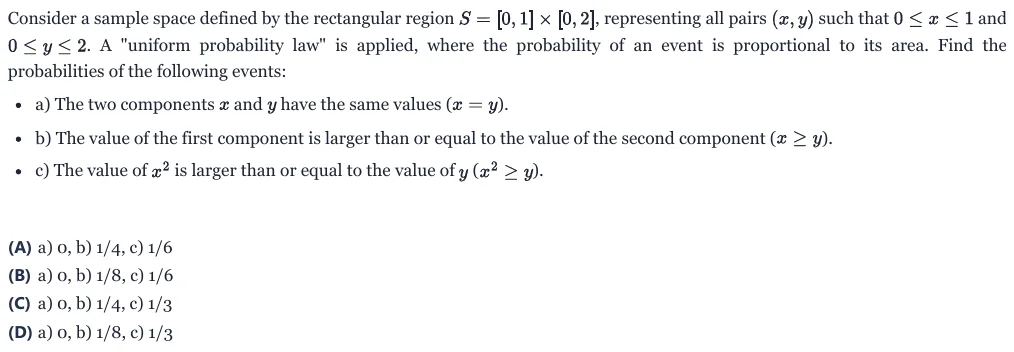 Consider a sample space defined by the rectangular region S = [0, 1] × [0, 2], representing all pairs (x, y) such that 0 ≤ x ≤ 1 and
0 ≤ y ≤ 2. A "uniform probability law" is applied, where the probability of an event is proportional to its area. Find the
probabilities of the following events:
• a) The two components x and y have the same values (x = y).
• b) The value of the first component is larger than or equal to the value of the second component (x ≥ y).
• c) The value of x² is larger than or equal to the value of y (x² ≥ y).
(A) a) 0, b) 1/4, c) 1/6
(B) a) 0, b) 1/8, c) 1/6
(C) a) 0, b) 1/4, c) 1/3
(D) a) 0, b) 1/8, c) 1/3